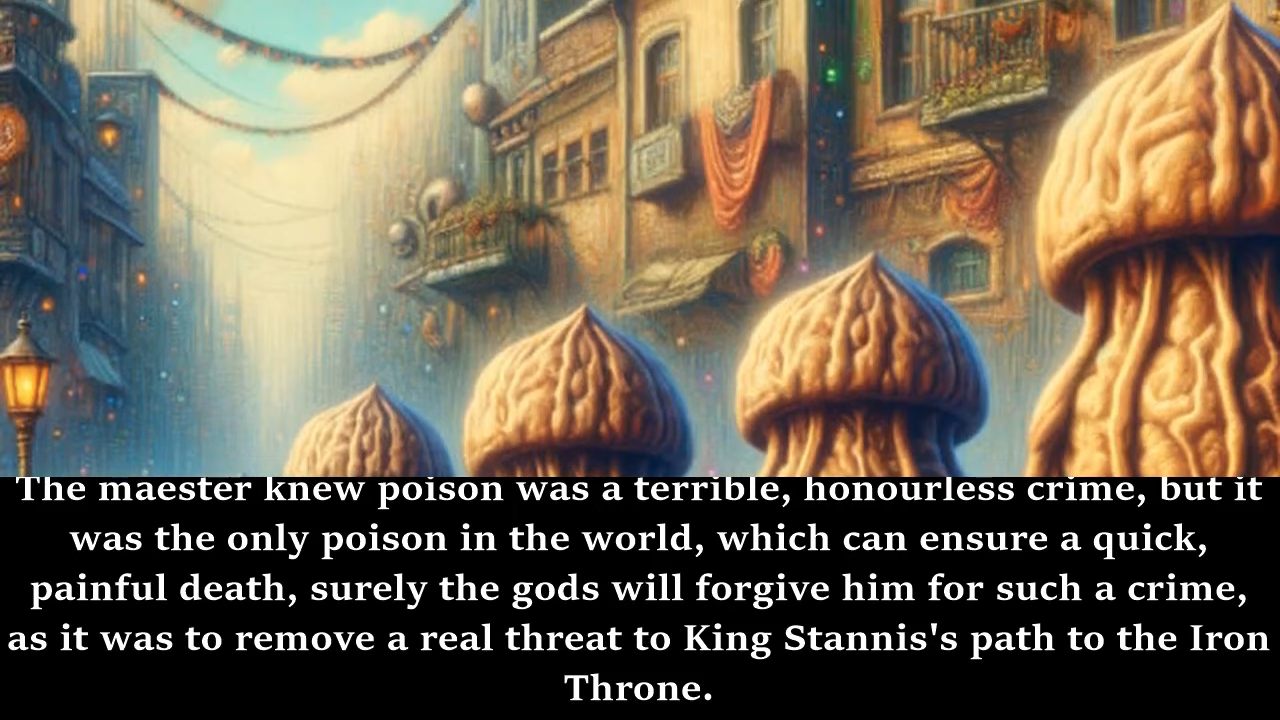 The maester knew poison was a terrible, honourless crime, but it
was the only poison in the world, which can ensure a quick,
painful death, surely the gods will forgive him for such a crime,
as it was to remove a real threat to King Stannis's path to the Iron
Throne.